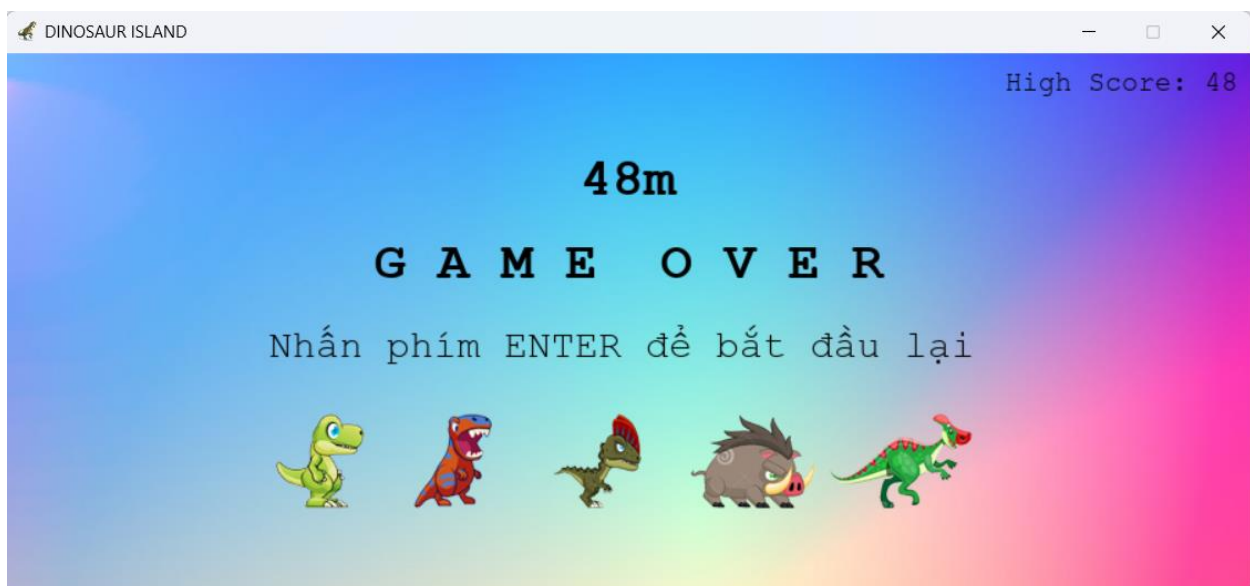 DINOSAUR ISLAND
High Score: 48
48m
G A M E  O V E R
Nhấn phím ENTER để bắt đầu lại